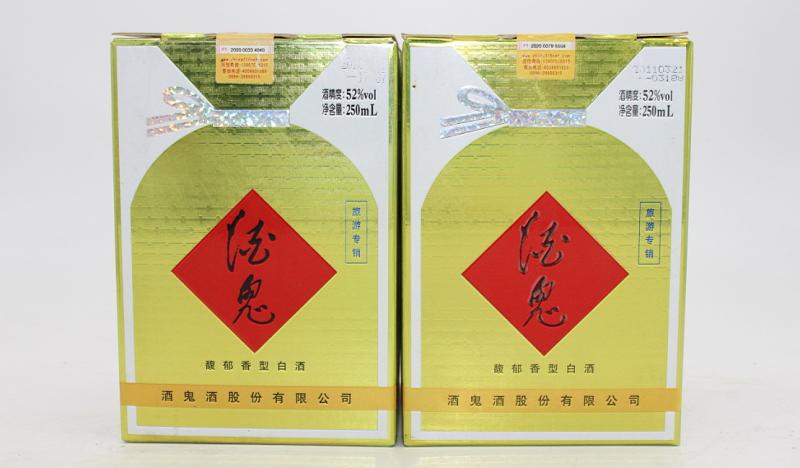 2020 0033 4040
酒精度: 52%vol
净含量: 250mL
旅游专销
酒鬼
馥郁香型白酒
酒鬼酒股份有限公司
酒精度: 52%vol
净含量: 250mL
旅游专销
酒鬼
馥郁香型白酒
酒鬼酒股份有限公司